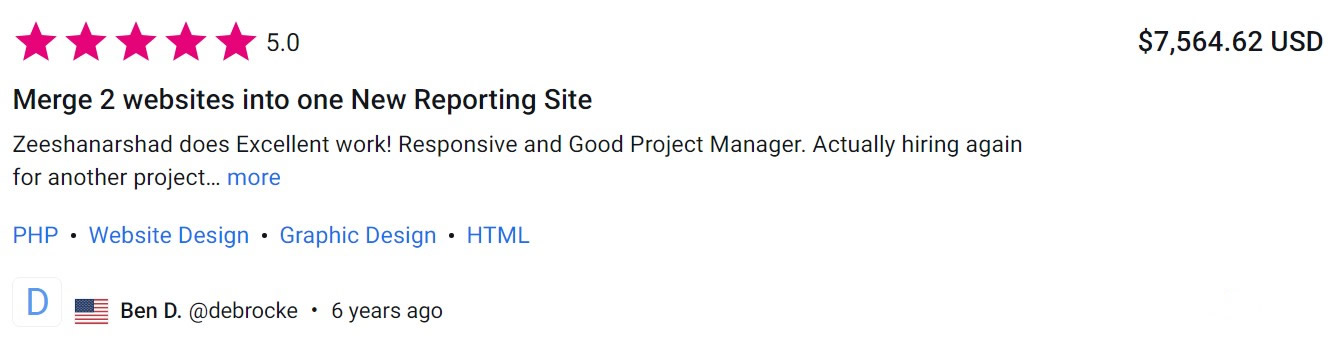 5.0
$7,564.62 USD
Merge 2 websites into one New Reporting Site
Zeeshanarshad does Excellent work! Responsive and Good Project Manager. Actually hiring again
for another project... more
PHP • Website Design • Graphic Design • HTML
D
Ben D. @debrocke • 6 years ago